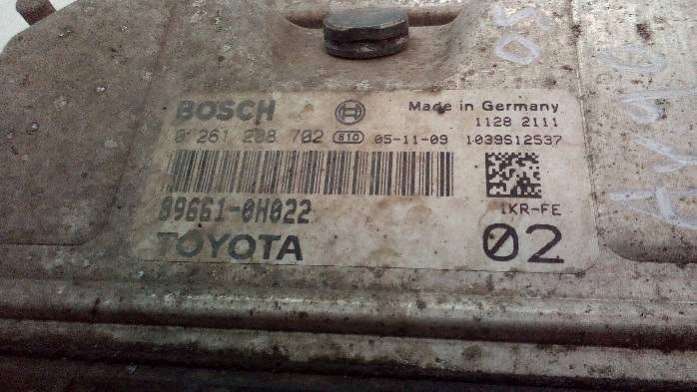 BOSCH
Made in Germany
1128 2111
0 261 208 702 S10 05-11-09 1039S12537
89661-0H022
1KR-FE
TOYOTA
02